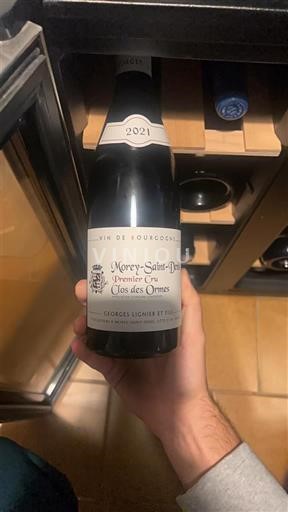 2021
VIN DE BOURGOGNE
Morey-Saint-Denis
Premier Cru
Clos des Ormes
GEORGES LIGNIER ET FILS